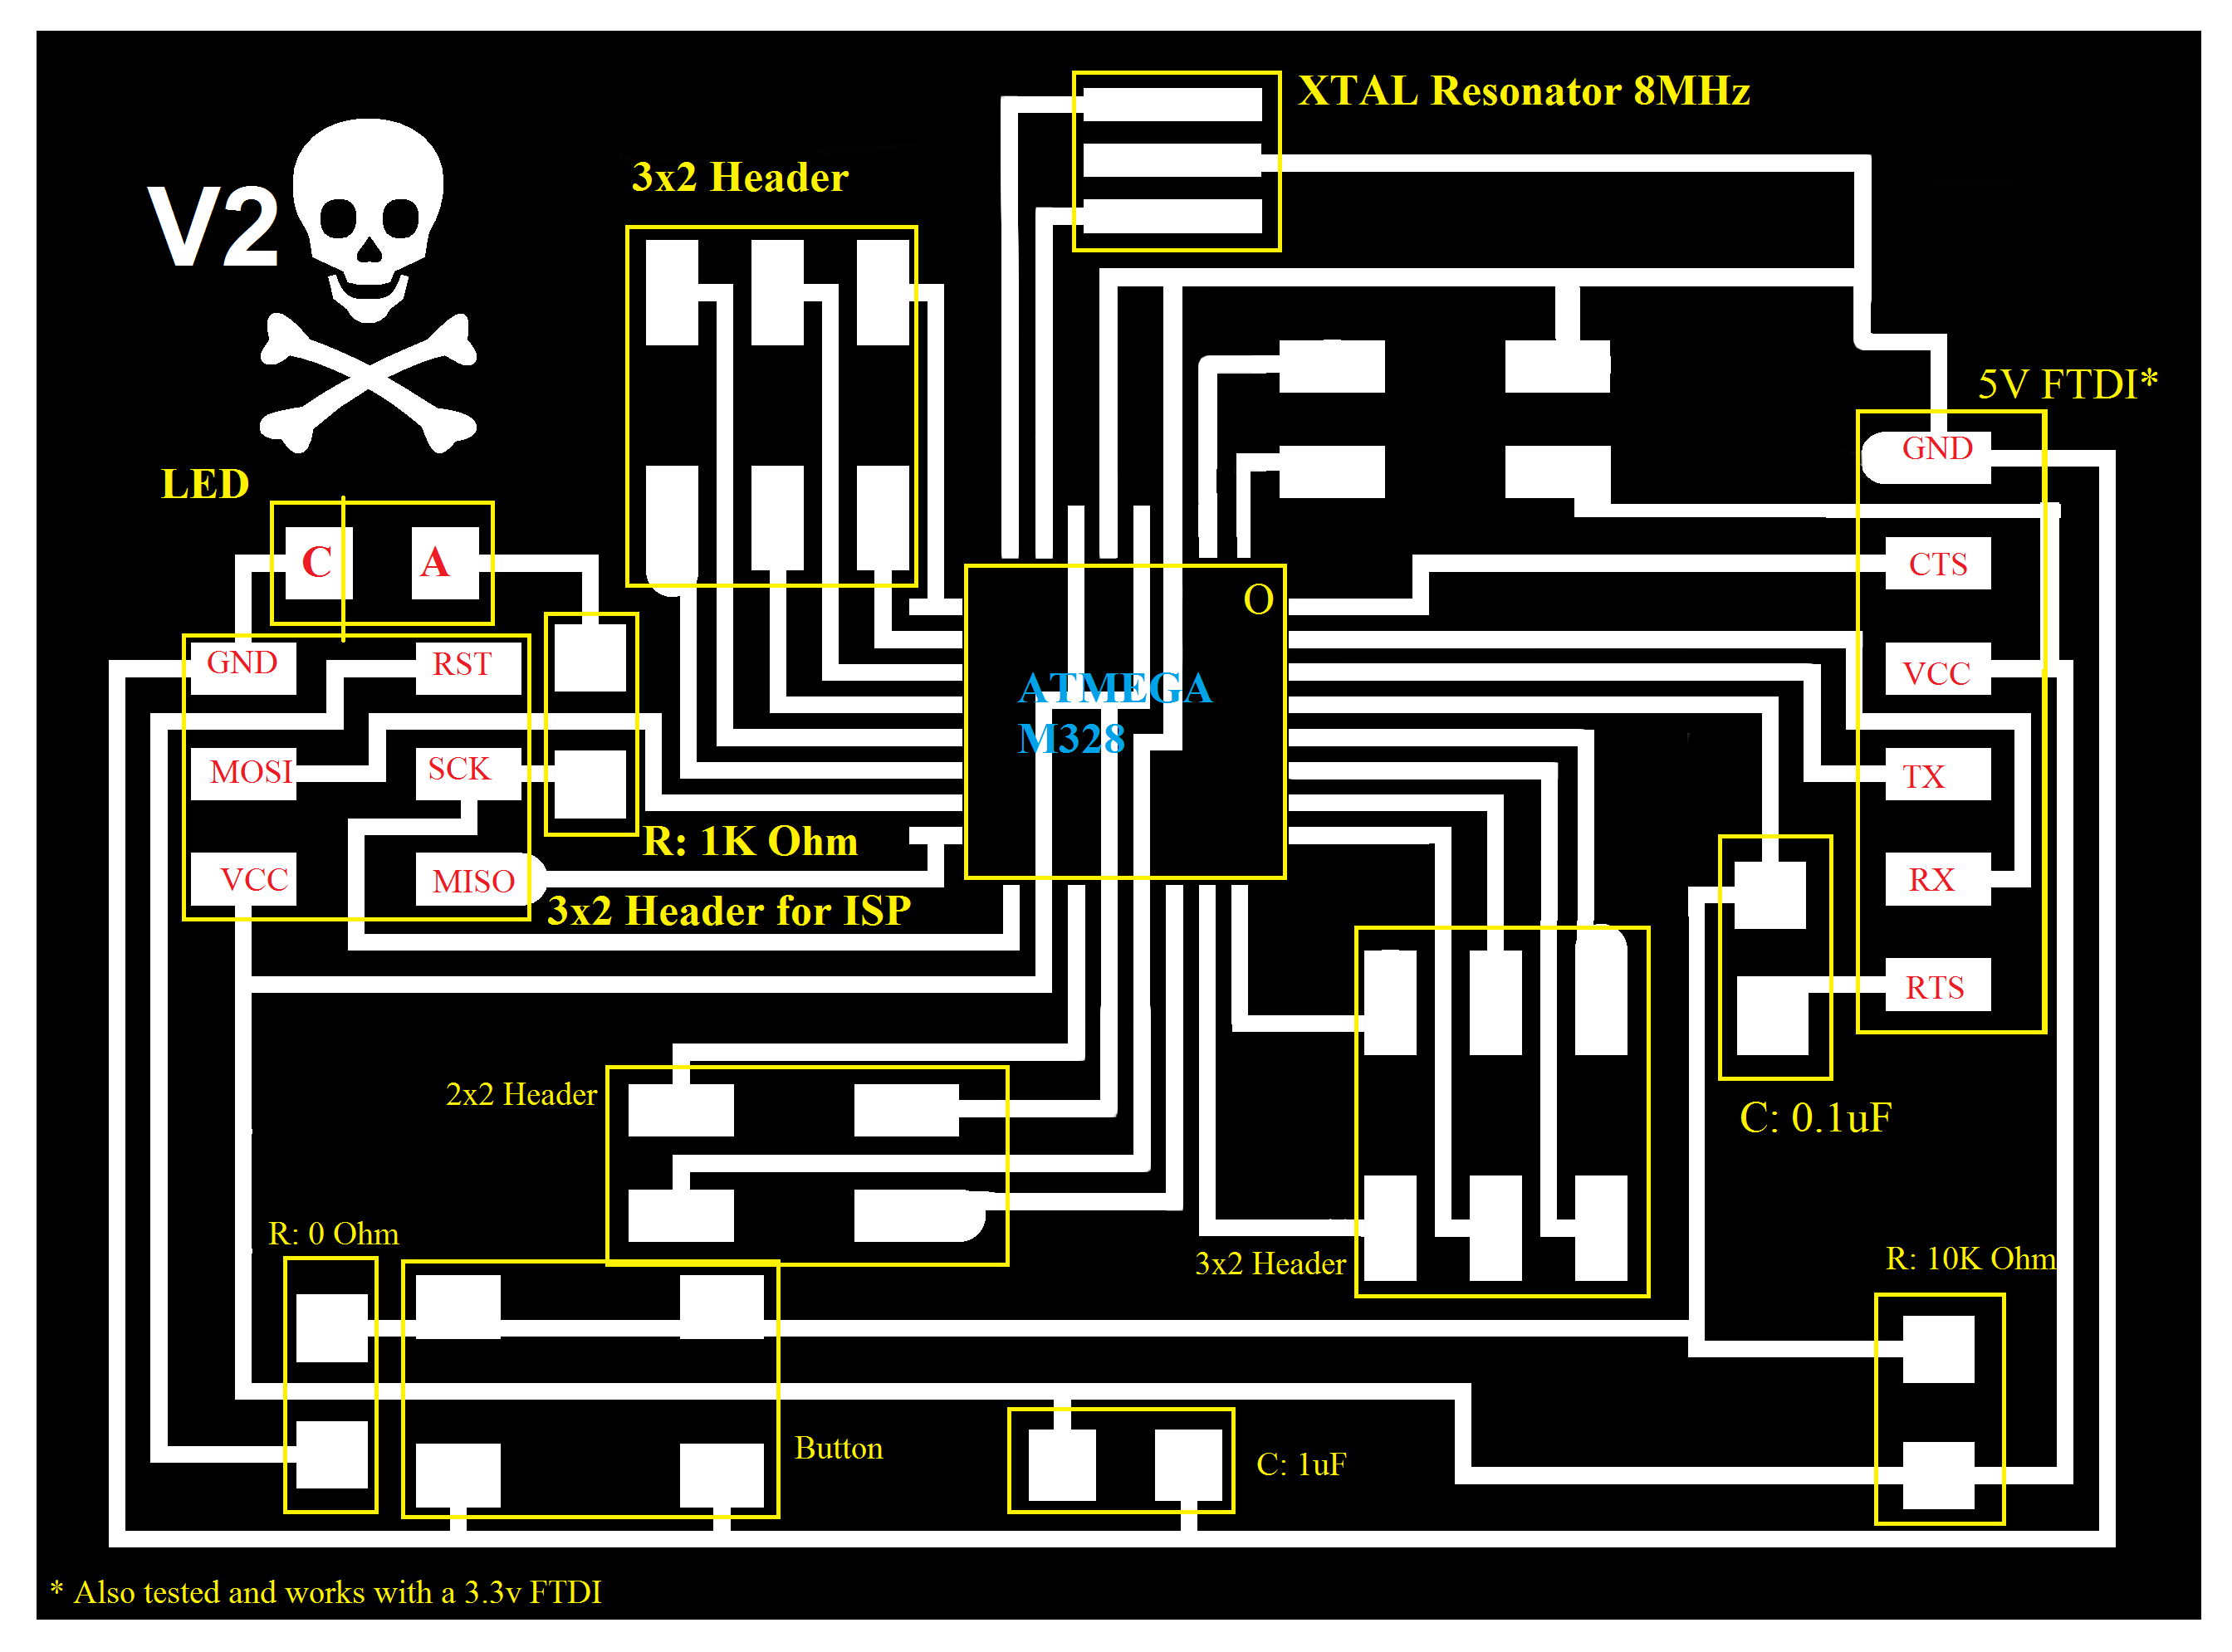 XTAL Resonator 8MHz
3x2 Header
V2
5V FTDI*
GND
LED
C
A
CTS
O
GND
RST
VCC
ATMEGA
M328
MOSI
SCK
TX
R: 1K Ohm
VCC
MISO
RX
3x2 Header for ISP
RTS
2x2 Header
C: 0.1uF
R: 0 Ohm
3x2 Header
R: 10K Ohm
Button
C: 1uF
* Also tested and works with a 3.3v FTDI